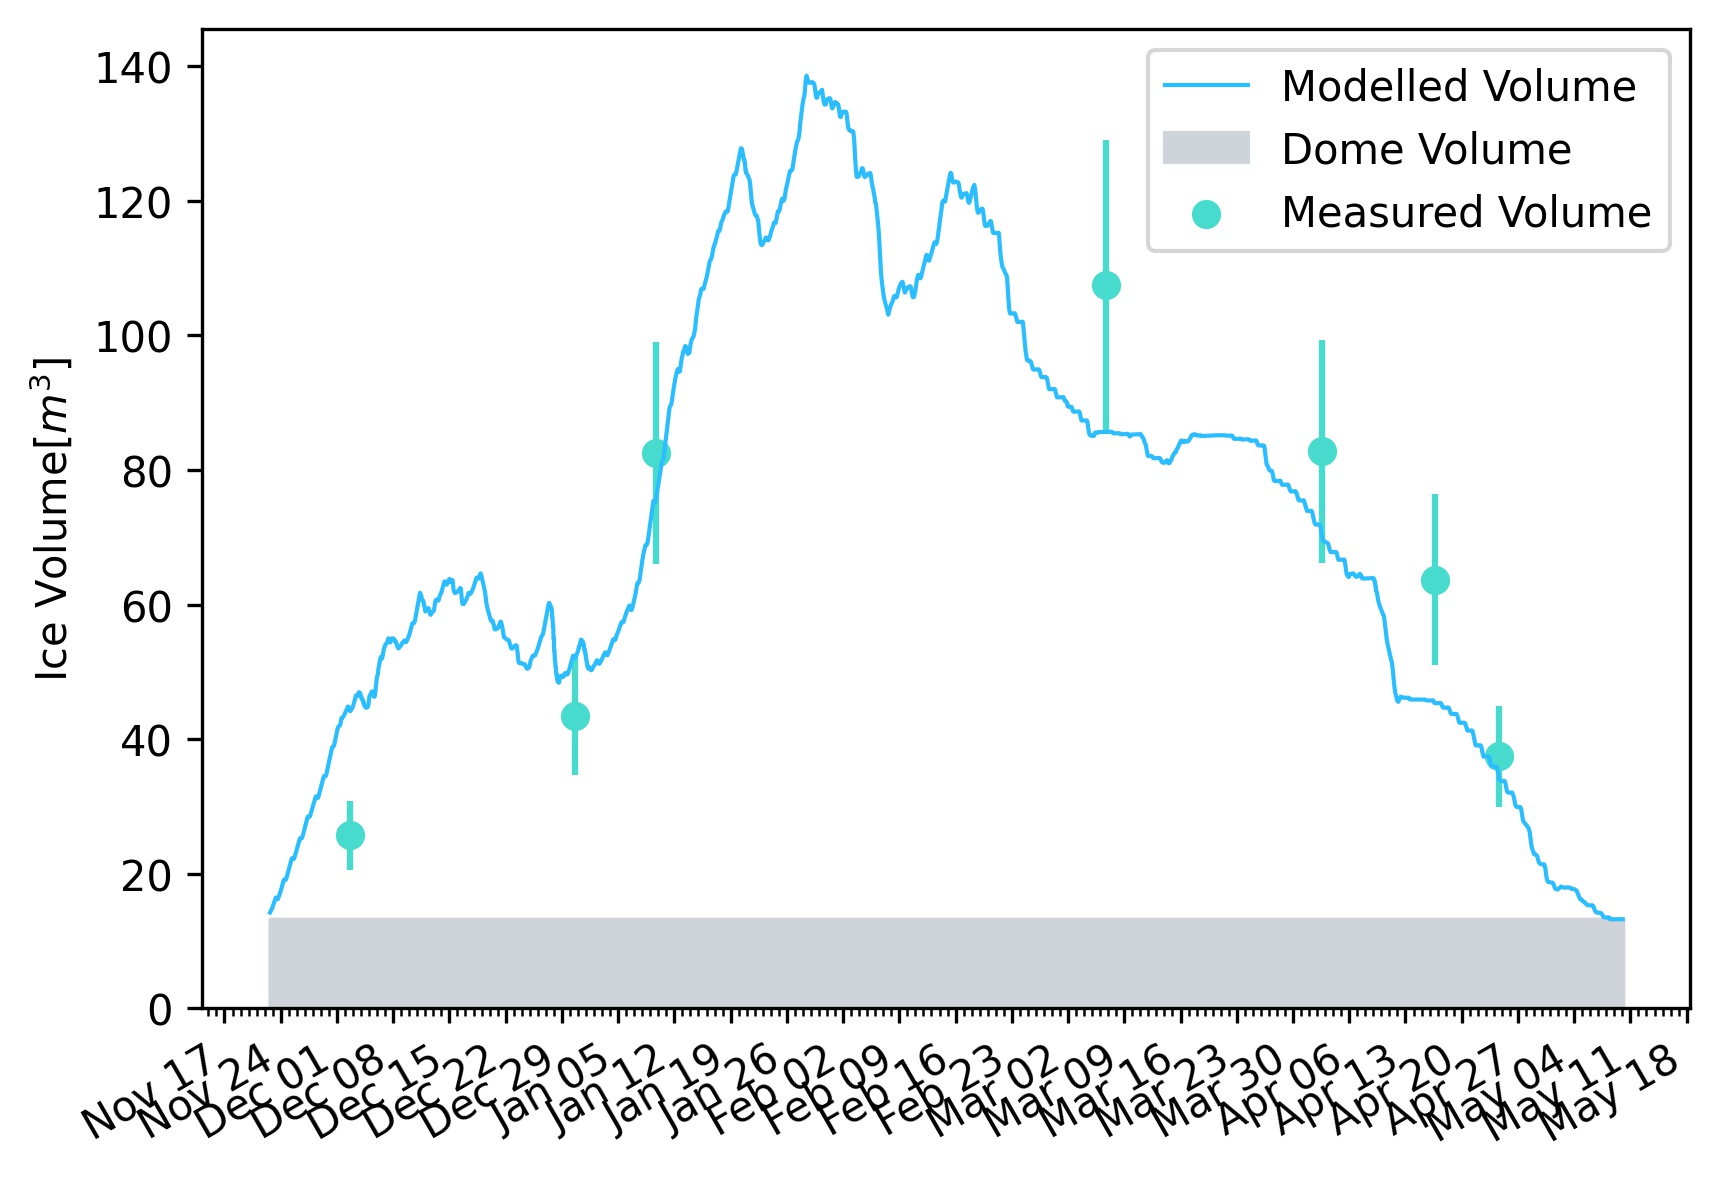 Modelled Volume
Dome Volume
Measured Volume
Ice Volume[m³]
140
120
100
80
60
40
20
0
Nov 17
Nov 24
Dec 01
Dec 08
Dec 15
Dec 22
Dec 29
Jan 05
Jan 12
Jan 19
Jan 26
Feb 02
Feb 09
Feb 16
Feb 23
Mar 02
Mar 09
Mar 16
Mar 23
Mar 30
Apr 06
Apr 13
Apr 20
Apr 27
May 04
May 11
May 18